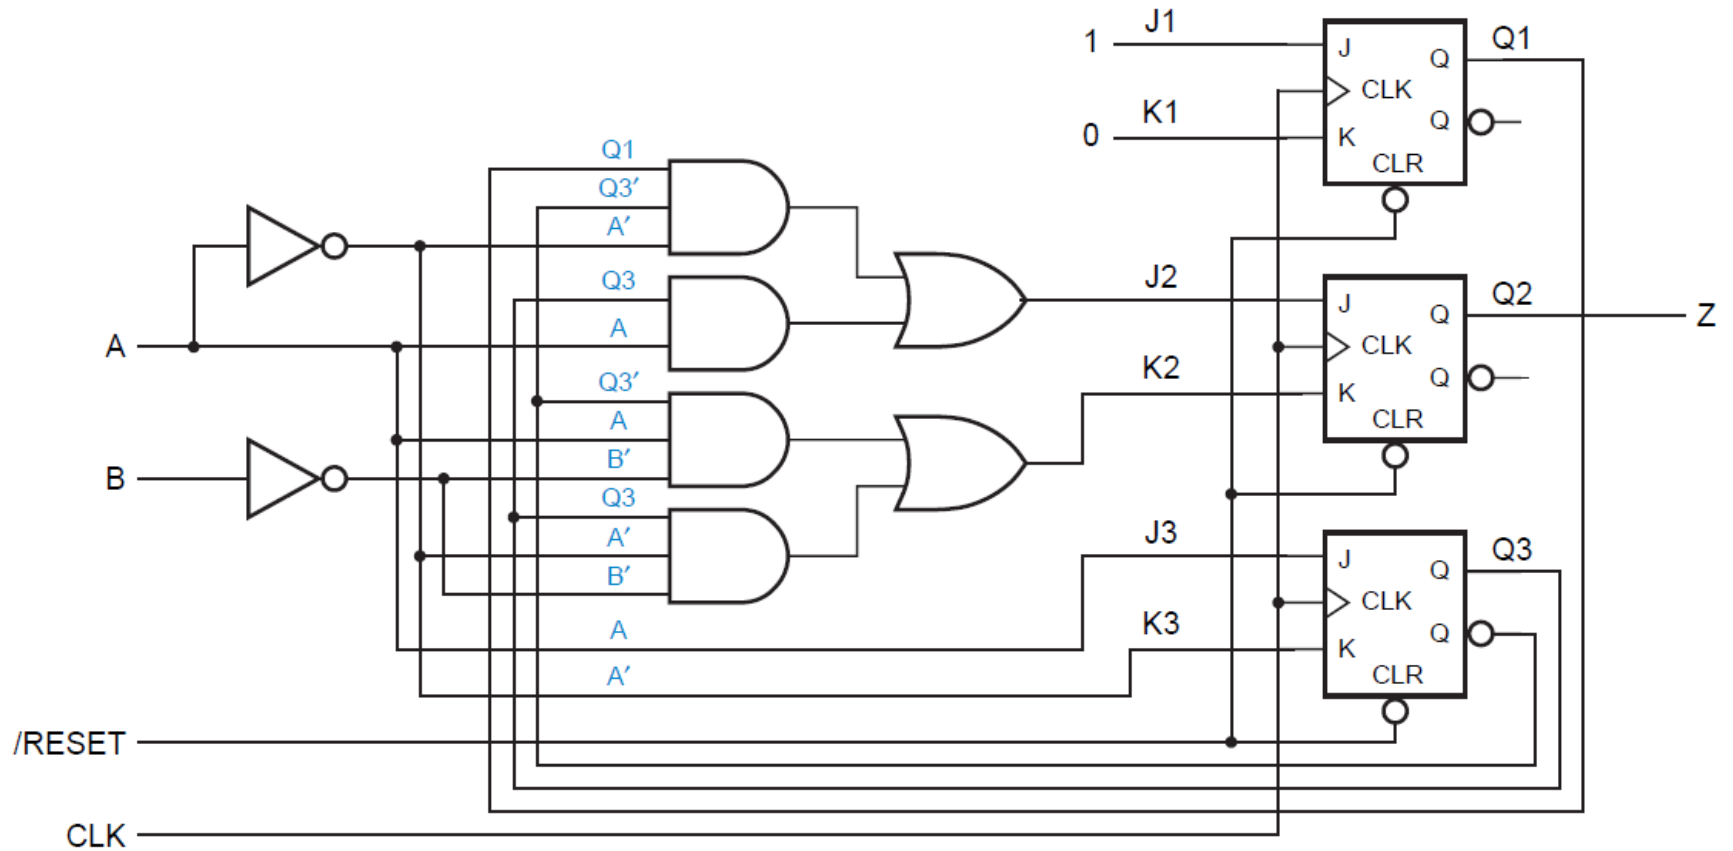 1 J1 J Q Q1
CLK
0 K1 K Q
CLR
Q1
Q3′
A′
Q3
A
J2 J Q Q2 Z
CLK
A
Q3′
K2 K Q
A
CLR
B′
B
Q3
A′
J3 J Q Q3
B′
CLK
A
K3 K Q
A′
CLR
/RESET
CLK